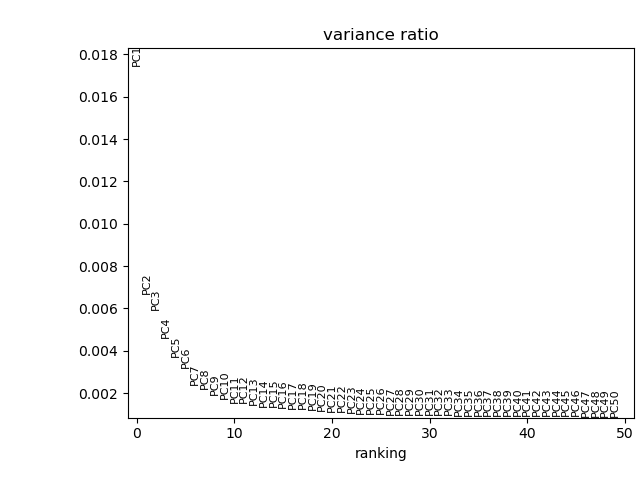 variance ratio
0.018
0.016
0.014
0.012
0.010
0.008
0.006
0.004
0.002
PC1
PC2
PC3
PC4
PC5
PC6
PC7
PC8
PC9
PC10
PC11
PC12
PC13
PC14
PC15
PC16
PC17
PC18
PC19
PC20
PC21
PC22
PC23
PC24
PC25
PC26
PC27
PC28
PC29
PC30
PC31
PC32
PC33
PC34
PC35
PC36
PC37
PC38
PC39
PC40
PC41
PC42
PC43
PC44
PC45
PC46
PC47
PC48
PC49
PC50
0 10 20 30 40 50
ranking